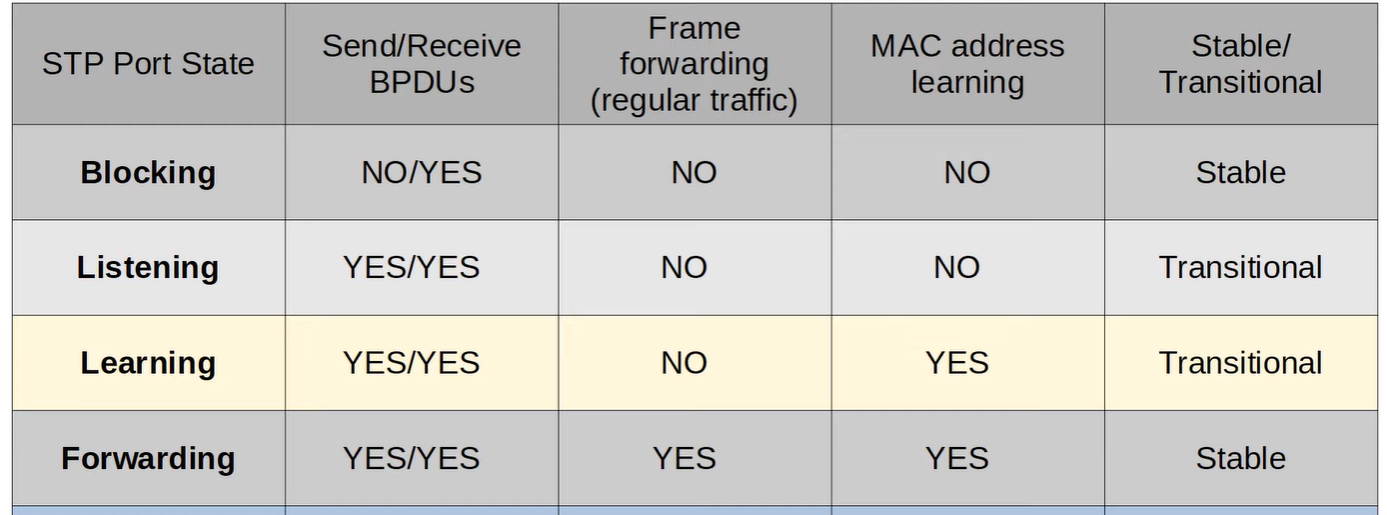 STP Port State
Send/Receive
BPDUs
Frame
forwarding
(regular traffic)
MAC address
learning
Stable/
Transitional
Blocking
NO/YES
NO
NO
Stable
Listening
YES/YES
NO
NO
Transitional
Learning
YES/YES
NO
YES
Transitional
Forwarding
YES/YES
YES
YES
Stable